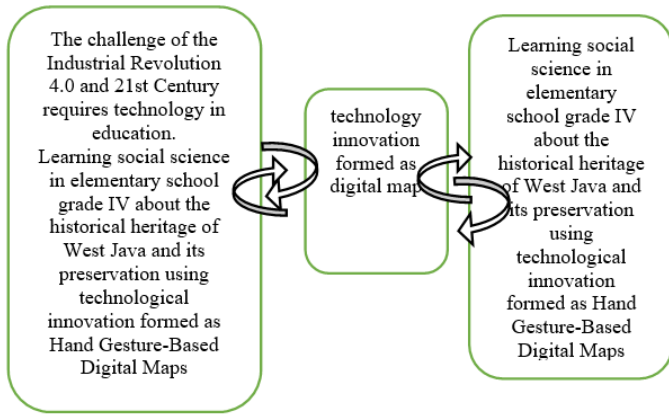 The challenge of the
Industrial Revolution
4.0 and 21st Century
requires technology in
education.
Learning social science
in elementary school
grade IV about the
historical heritage of
West Java and its
preservation using
technological
innovation formed as
Hand Gesture-Based
Digital Maps
technology
innovation
formed as
digital map
Learning social
science in
elementary
school grade IV
about the
historical heritage
of West Java and
its preservation
using
technological
innovation
formed as Hand
Gesture-Based
Digital Maps